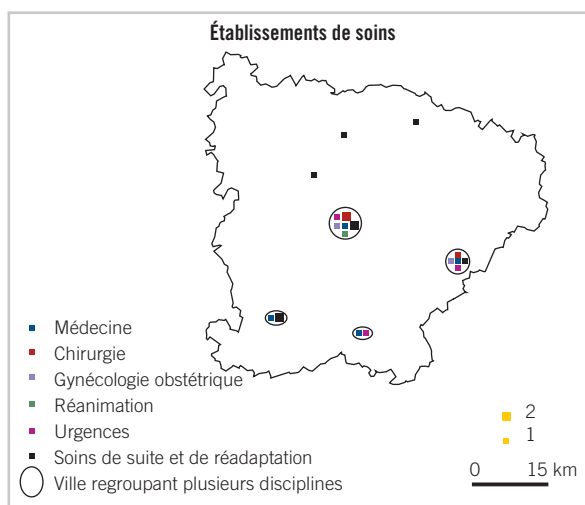 Établissements de soins
Médecine
Chirurgie
Gynécologie obstétrique
Réanimation
Urgences
Soins de suite et de réadaptation
Ville regroupant plusieurs disciplines
2
1
0 15 km